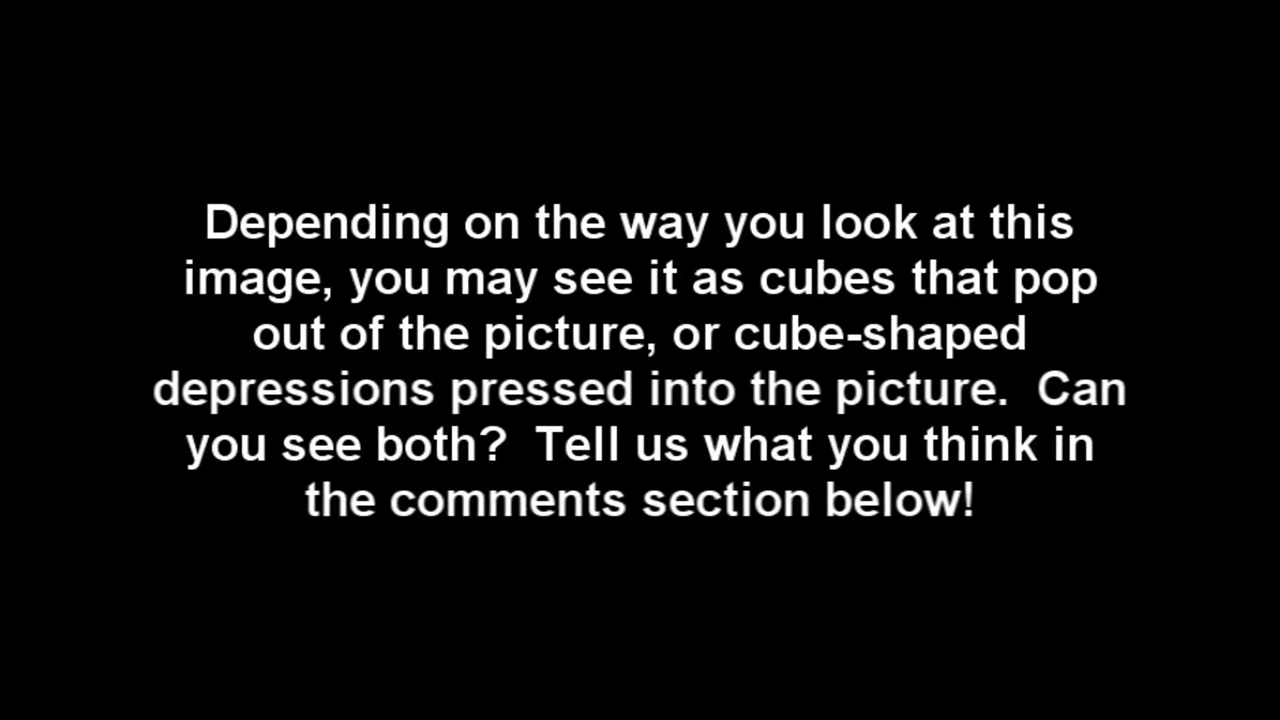 Depending on the way you look at this
image, you may see it as cubes that pop
out of the picture, or cube-shaped
depressions pressed into the picture.  Can
you see both?  Tell us what you think in
the comments section below!